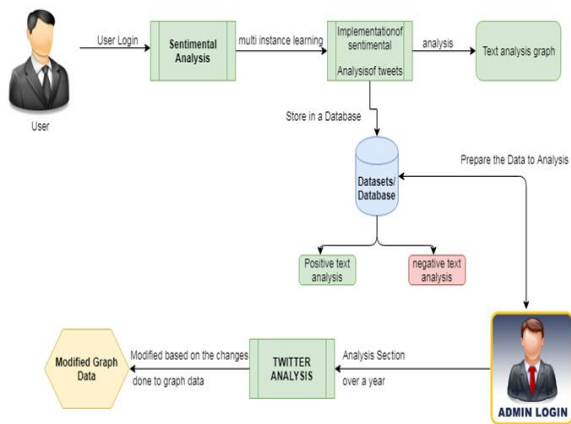 User Login
Sentimental
Analysis
multi instance learning
Implementationof
sentimental
Analysisof tweets
analysis
Text analysis graph
User
Store in a Database
Datasets/
Database
Prepare the Data to Analysis
Positive text
analysis
negative text
analysis
Modified Graph
Data
Modified based on the changes
done to graph data
TWITTER
ANALYSIS
Analysis Section
over a year
ADMIN LOGIN